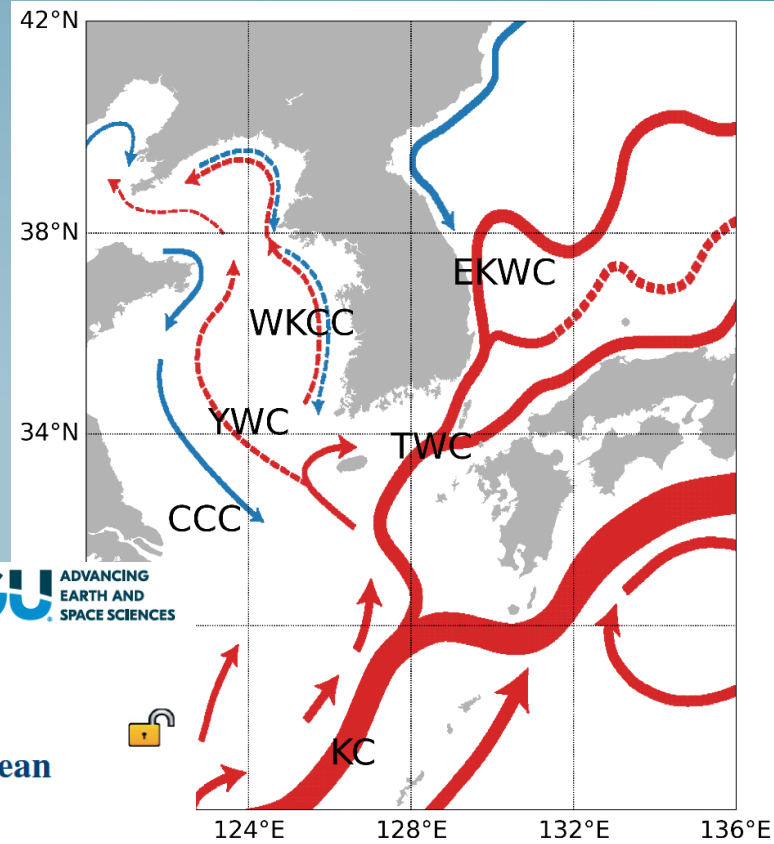 42°N
38°N
EKWC
WKCC
34°N
YWC
TWC
CCC
ADVANCING
EARTH AND
SPACE SCIENCES
KC
ean
124°E
128°E
132°E
136°E